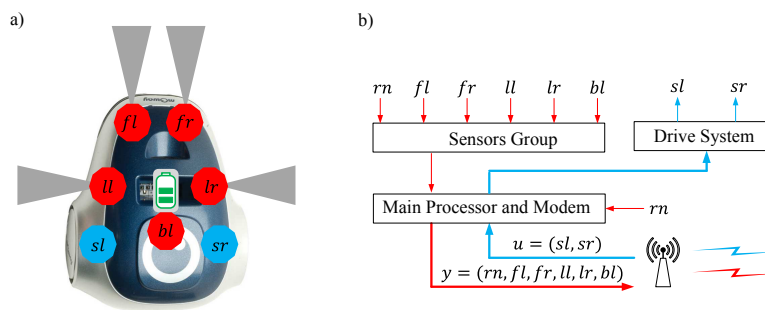 a)
b)
fl
fr
ll
lr
bl
sl
sr
rn fl fr ll lr bl
sl sr
Sensors Group
Drive System
Main Processor and Modem
rn
u = (sl, sr)
y = (rn, fl, fr, ll, lr, bl)